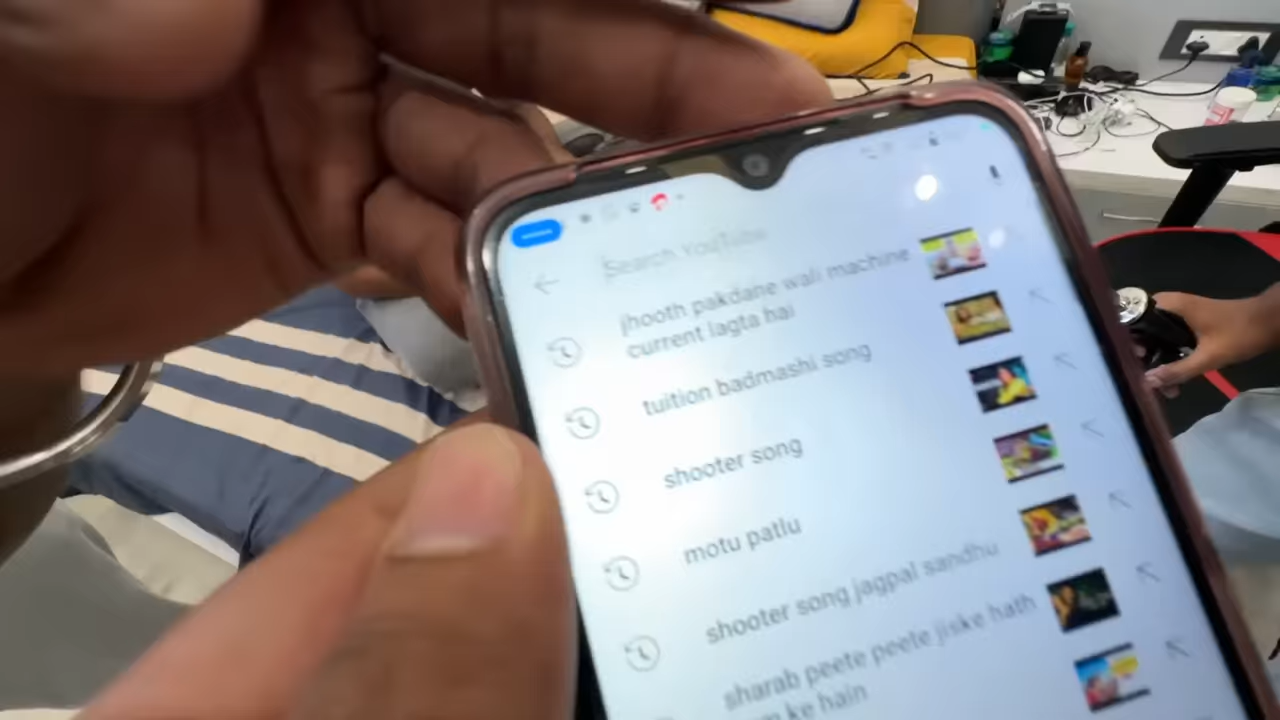 Search YouTube
jhooth pakdane wali machine
current lagta hai
tuition badmashi song
shooter song
motu patlu
shooter song jagpal sandhu
sharab peete peete jiske hath
ke hain